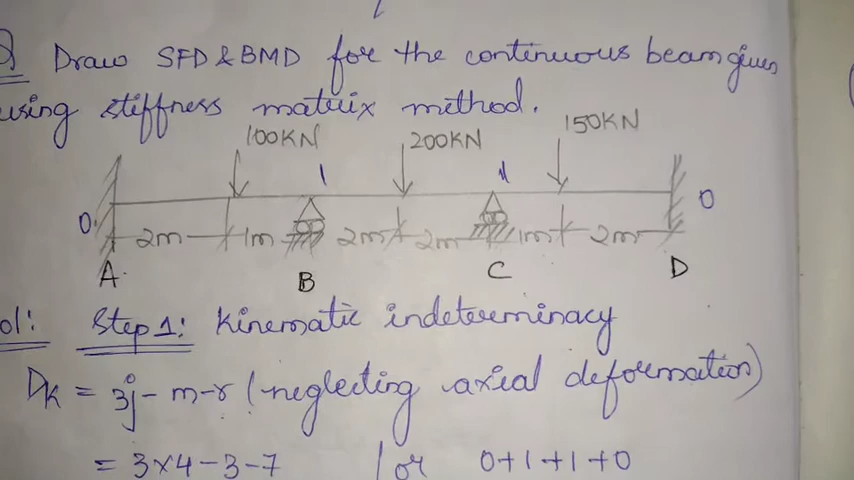 Q Draw SFD & BMD for the continuous beam given
using stiffness matrix method.
100KN 200KN 150KN
1 1
0 0
2m 1m 2m 2m 1m 2m
A B C D
Sol: Step 1: Kinematic indeterminacy
DK = 3j - m - r (neglecting axial deformation)
= 3×4-3-7 / or 0+1+1+0